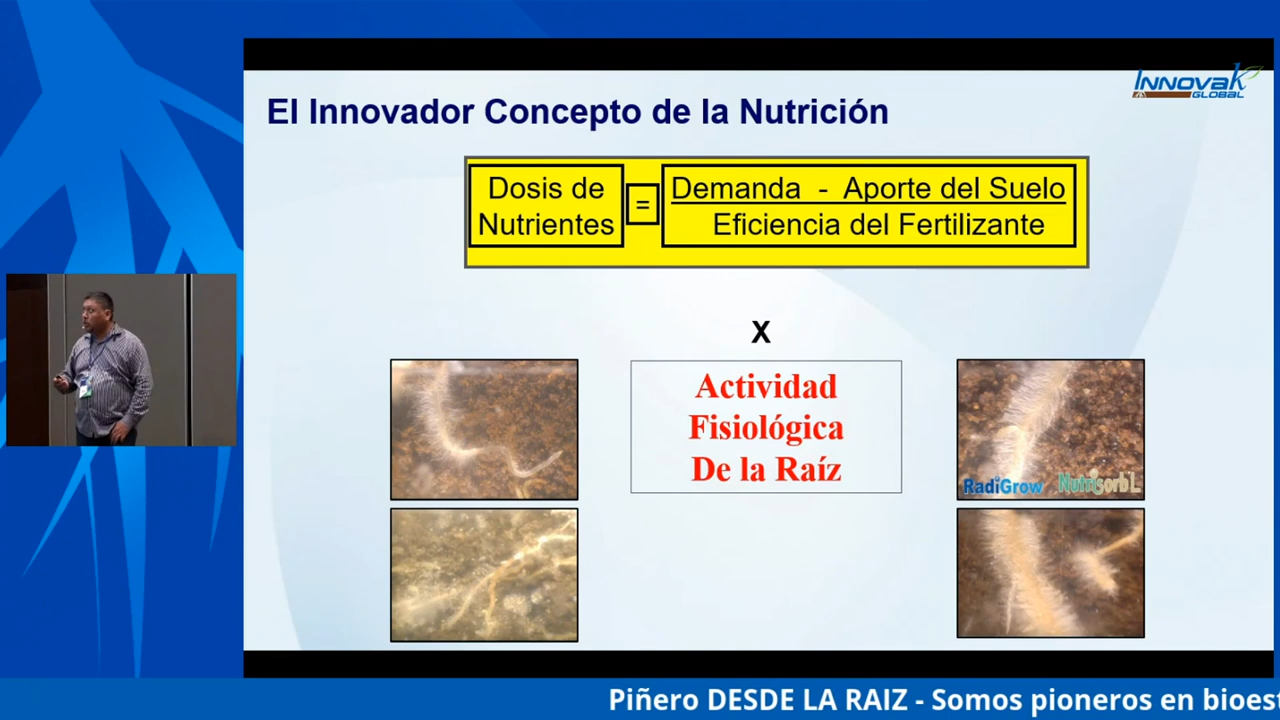 INNOVAK
GLOBAL
El Innovador Concepto de la Nutrición
Dosis de
Nutrientes
=
Demanda - Aporte del Suelo
Eficiencia del Fertilizante
X
Actividad
Fisiológica
De la Raíz
RadiGrow Nutrisorb L
Piñero DESDE LA RAIZ - Somos pioneros en bioest